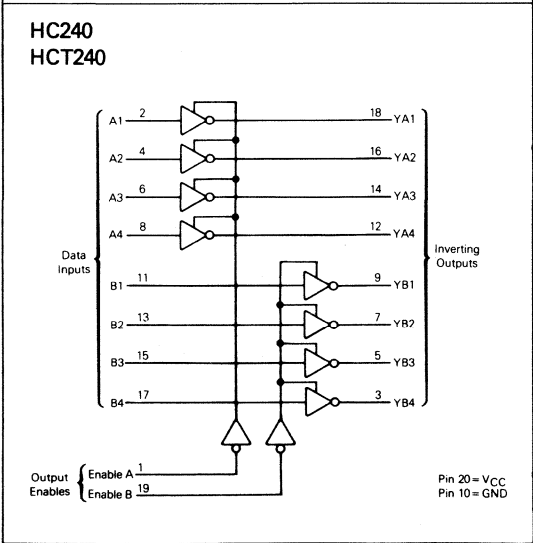 HC240
HCT240
A1 2 18 YA1
A2 4 16 YA2
A3 6 14 YA3
A4 8 12 YA4
Data
Inputs
Inverting
Outputs
B1 11 9 YB1
B2 13 7 YB2
B3 15 5 YB3
B4 17 3 YB4
Output
Enables
Enable A 1
Enable B 19
Pin 20 = VCC
Pin 10 = GND